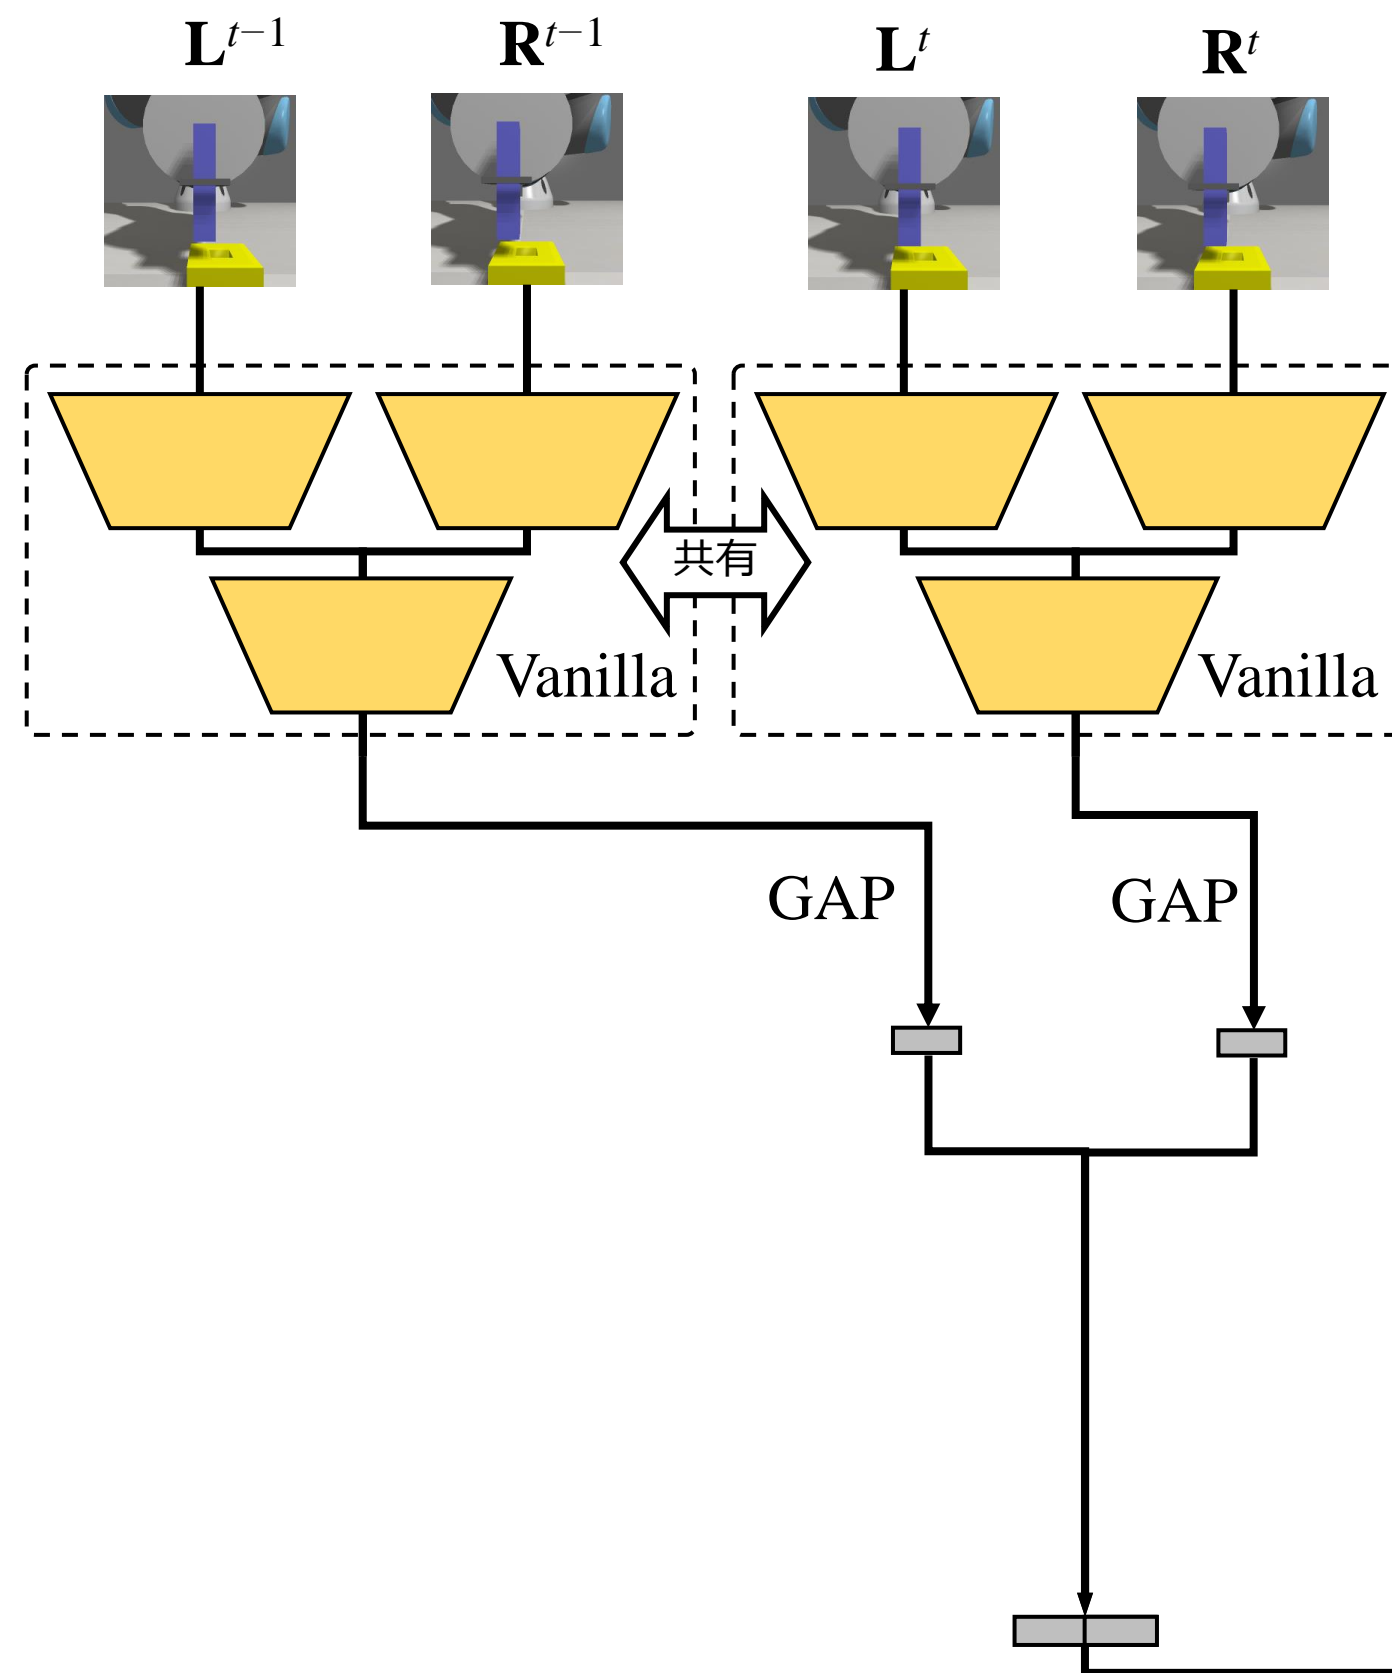 L^{t−1} R^{t−1} L^t R^t
共有
Vanilla Vanilla
GAP GAP